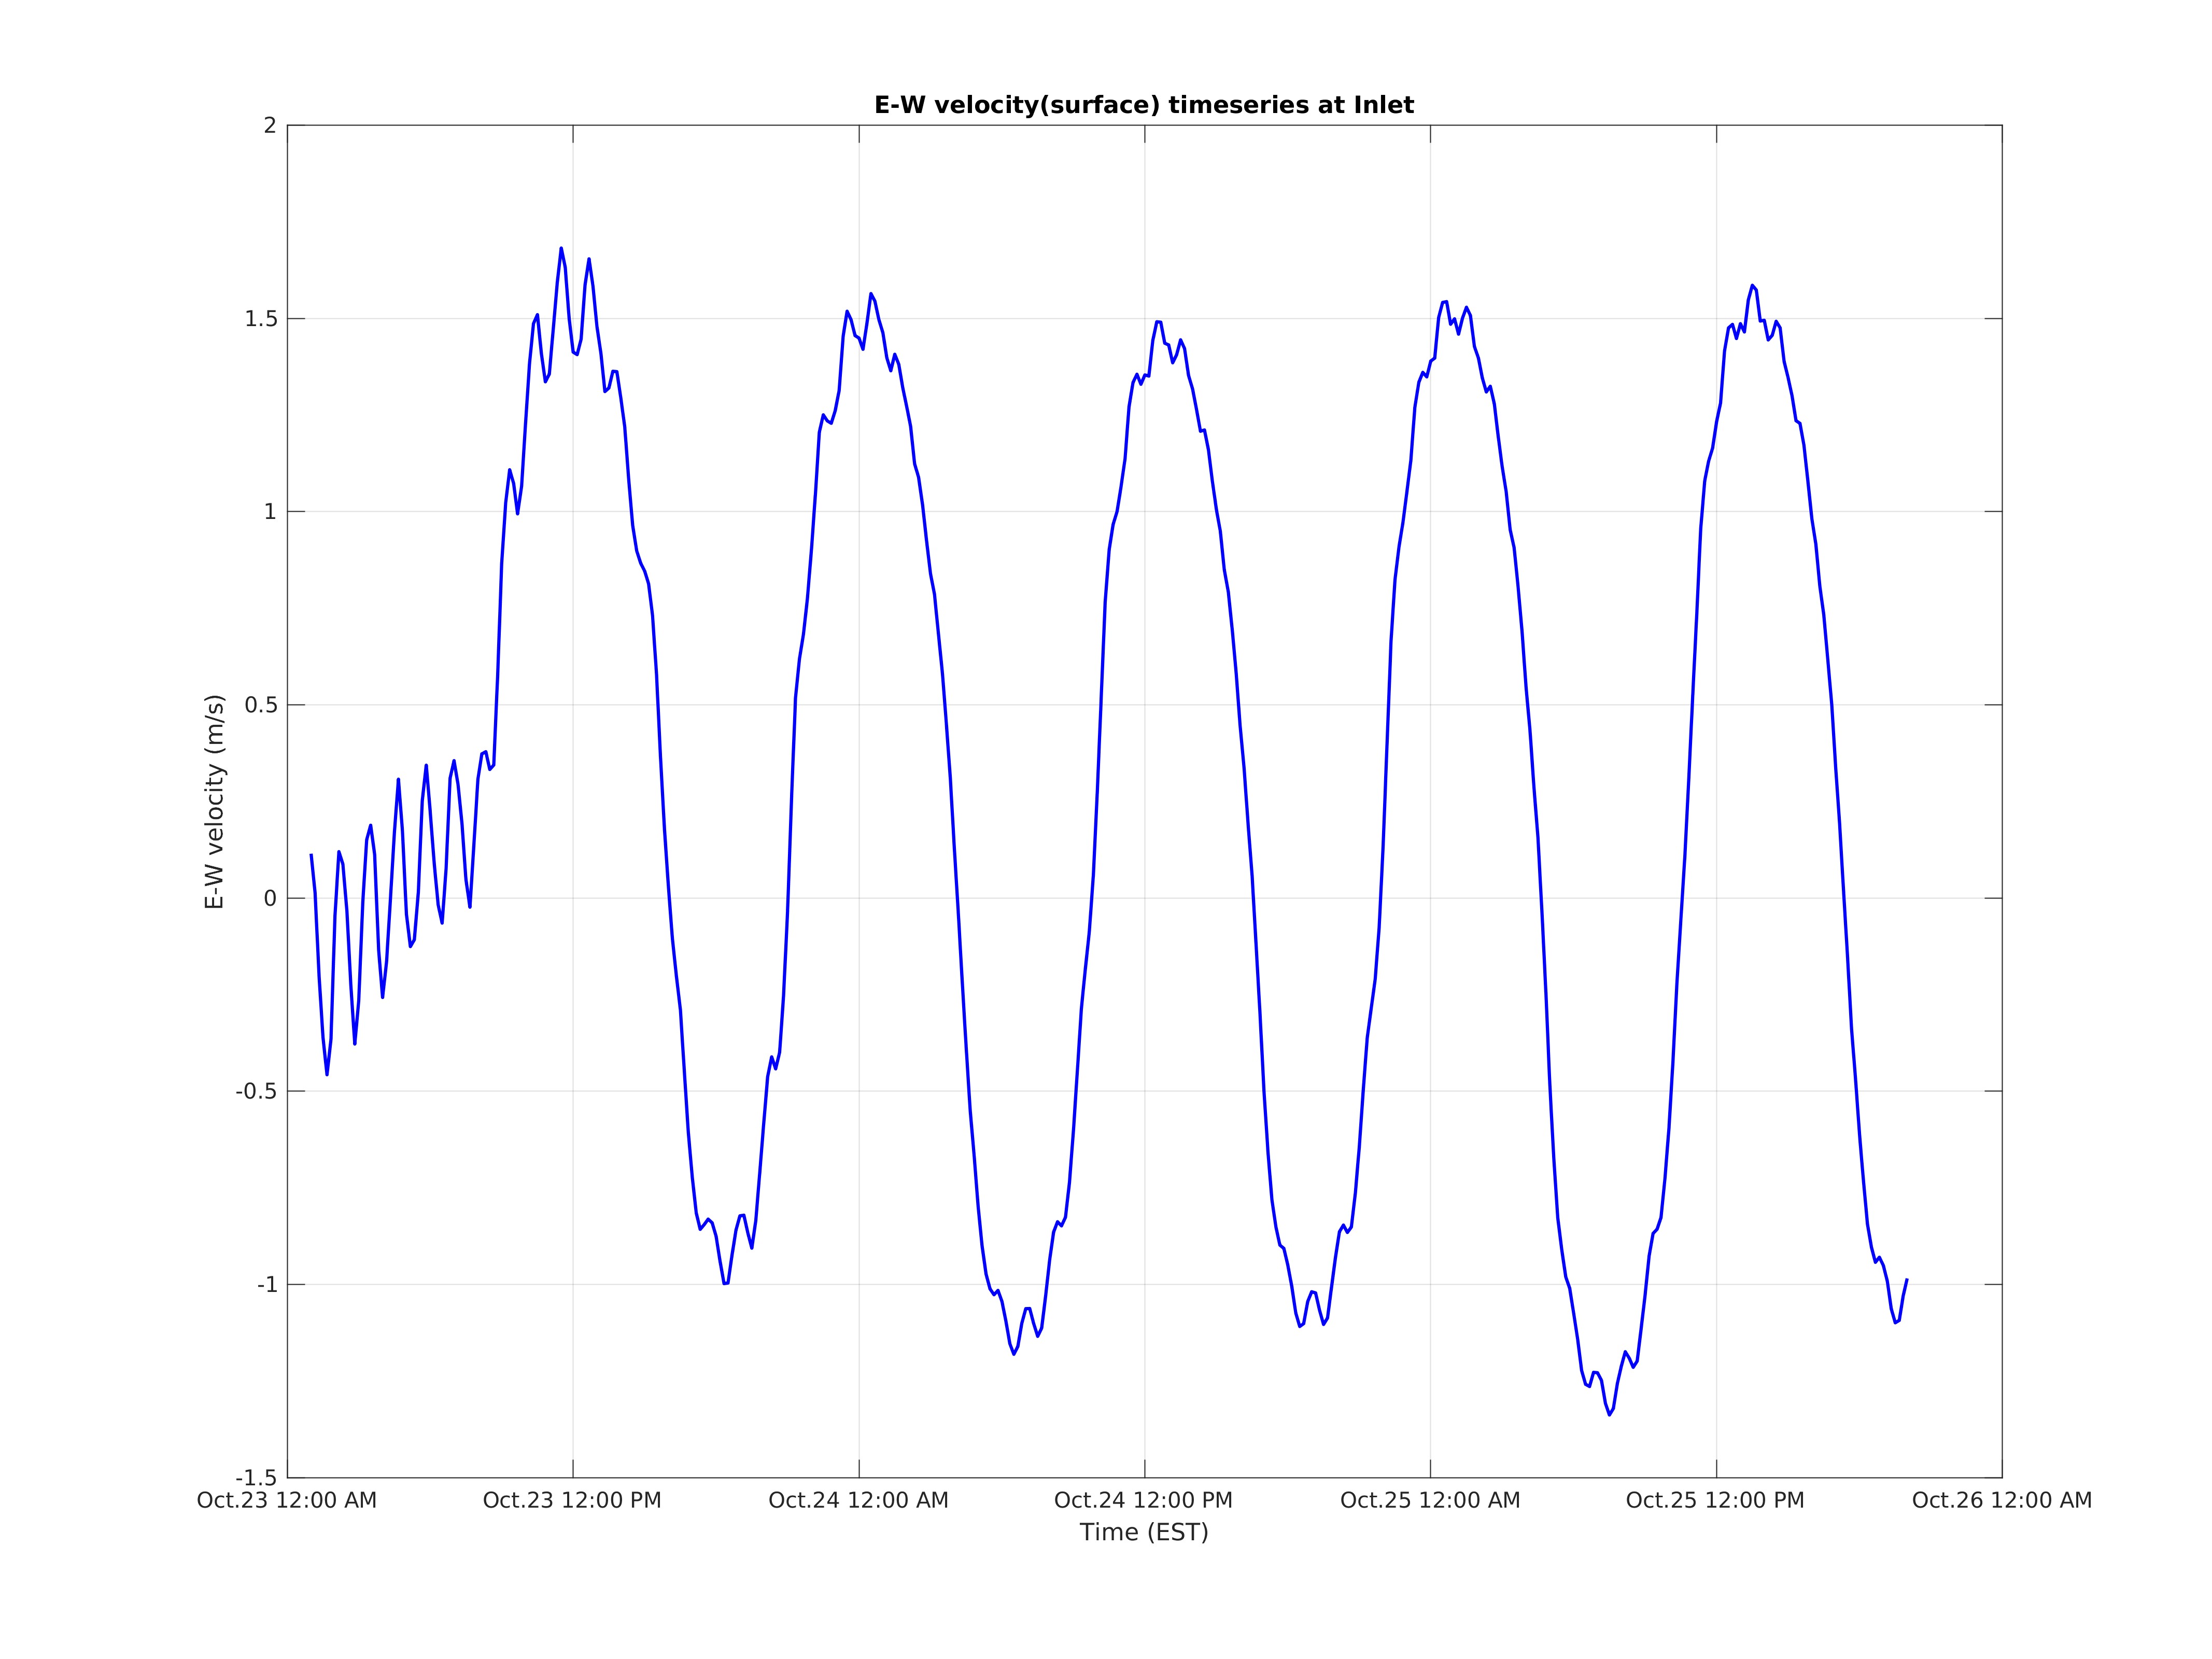 E-W velocity(surface) timeseries at Inlet
2
1.5
1
0.5
0
-0.5
-1
-1.5
E-W velocity (m/s)
Oct.23 12:00 AM Oct.23 12:00 PM Oct.24 12:00 AM Oct.24 12:00 PM Oct.25 12:00 AM Oct.25 12:00 PM Oct.26 12:00 AM
Time (EST)